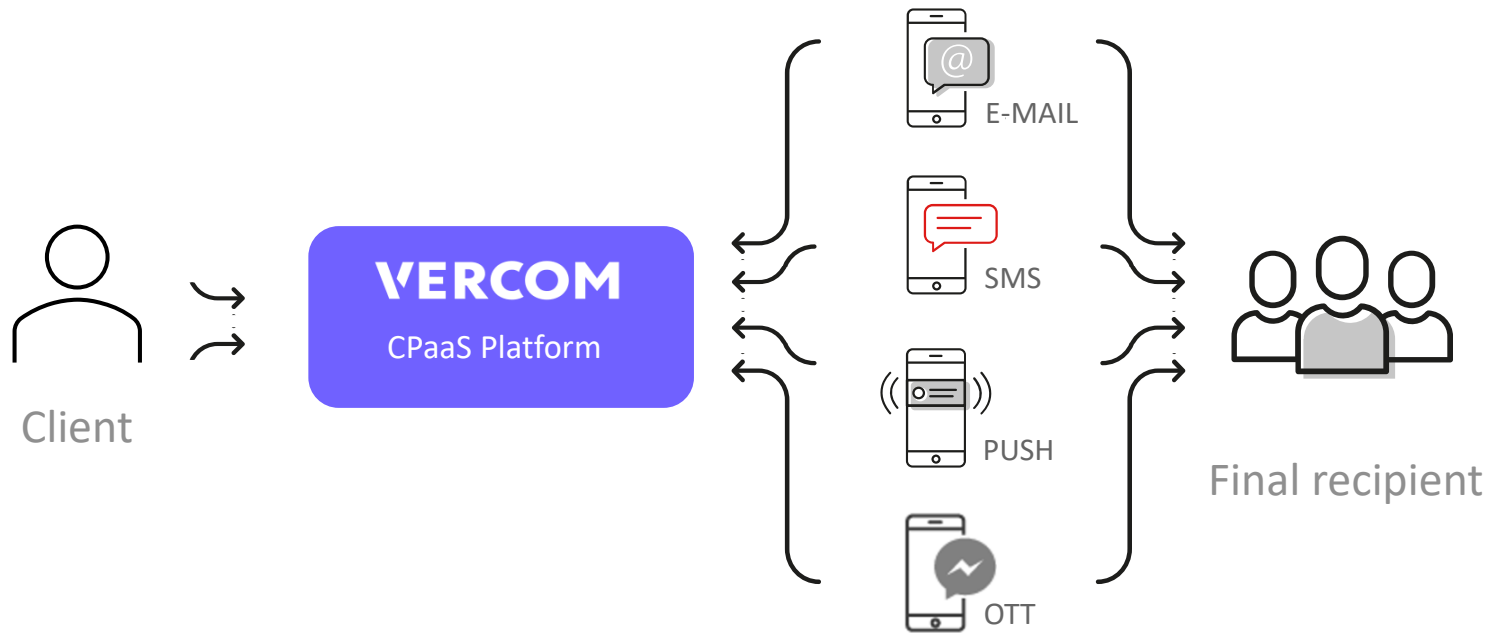 Client
VERCOM
CPaaS Platform
@
E-MAIL
SMS
PUSH
OTT
Final recipient